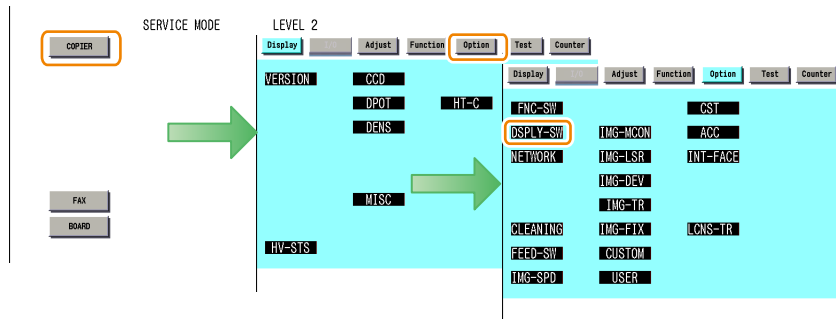 SERVICE MODE LEVEL 2
COPIER
FAX
BOARD
Display Adjust Function Option Test Counter
VERSION CCD
DPOT HT-C
DENS
MISC
HV-STS
Display Adjust Function Option Test Counter
FNC-SW CST
DSPLY-SW IMG-MCON ACC
NETWORK IMG-LSR INT-FACE
IMG-DEV
IMG-TR
CLEANING IMG-FIX LCNS-TR
FEED-SW CUSTOM
IMG-SPD USER